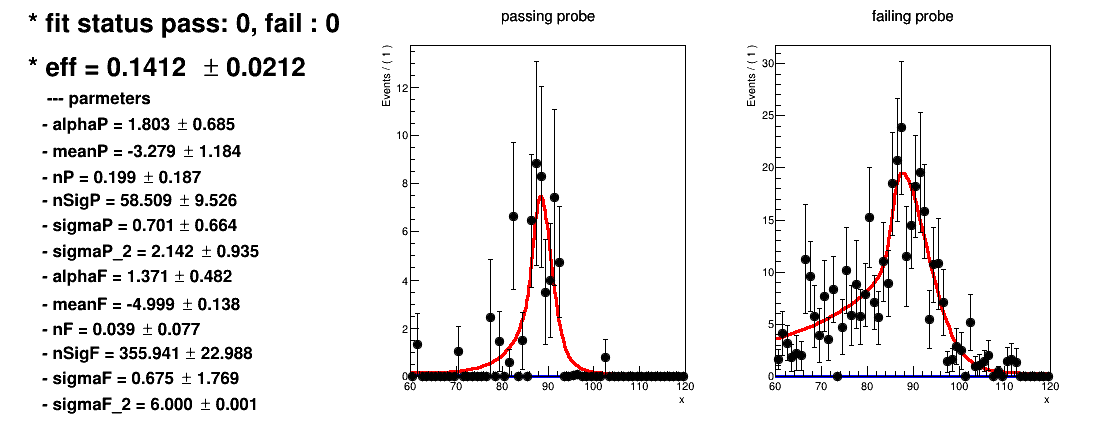 * fit status pass: 0, fail : 0
* eff = 0.1412 ± 0.0212
--- parmeters
- alphaP = 1.803 ± 0.685
- meanP = -3.279 ± 1.184
- nP = 0.199 ± 0.187
- nSigP = 58.509 ± 9.526
- sigmaP = 0.701 ± 0.664
- sigmaP_2 = 2.142 ± 0.935
- alphaF = 1.371 ± 0.482
- meanF = -4.999 ± 0.138
- nF = 0.039 ± 0.077
- nSigF = 355.941 ± 22.988
- sigmaF = 0.675 ± 1.769
- sigmaF_2 = 6.000 ± 0.001
passing probe
Events / ( 1 )
12
10
8
6
4
2
0
60 70 80 90 100 110 120
x
failing probe
Events / ( 1 )
30
25
20
15
10
5
0
60 70 80 90 100 110 120
x